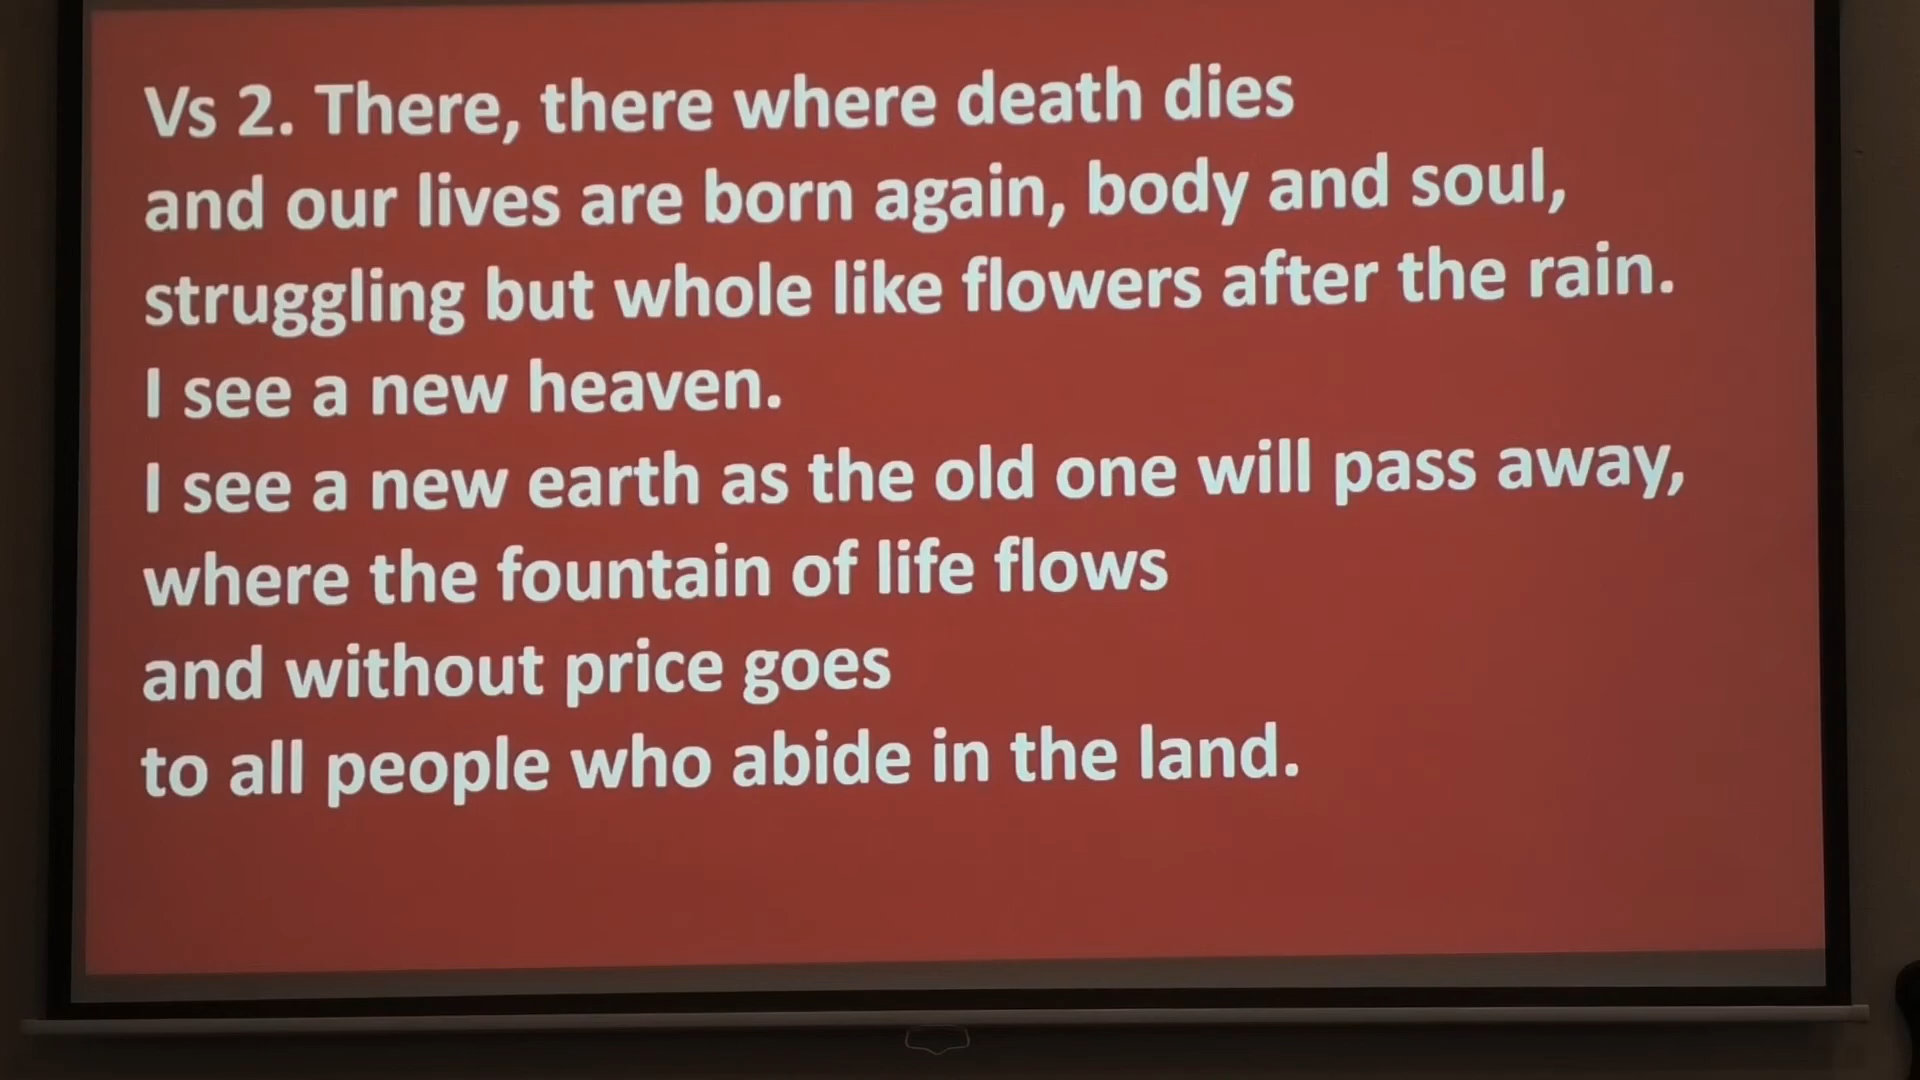 Vs 2. There, there where death dies
and our lives are born again, body and soul,
struggling but whole like flowers after the rain.
I see a new heaven.
I see a new earth as the old one will pass away,
where the fountain of life flows
and without price goes
to all people who abide in the land.